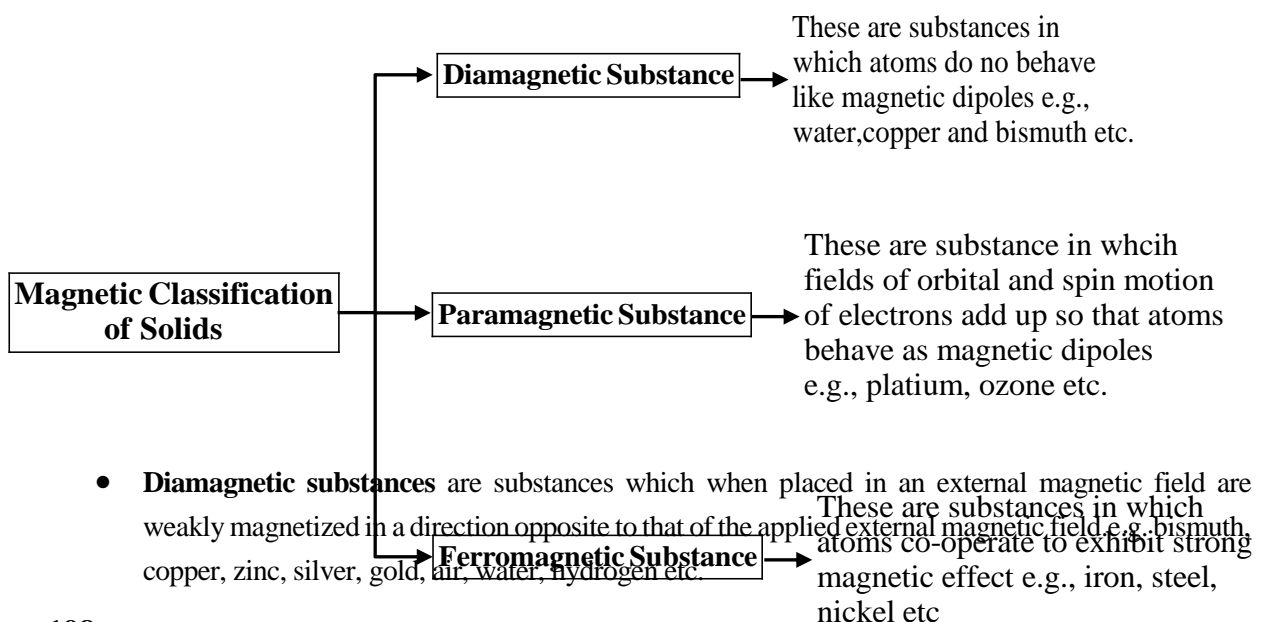 These are substances in
which atoms do no behave
like magnetic dipoles e.g.,
water,copper and bismuth etc.
Diamagnetic Substance
These are substance in whcih
fields of orbital and spin motion
of electrons add up so that atoms
behave as magnetic dipoles
e.g., platium, ozone etc.
Magnetic Classification
of Solids
Paramagnetic Substance
• Diamagnetic substances are substances which when placed in an external magnetic field are
weakly magnetized in a direction opposite to that of the applied external magnetic field e.g. bismuth,
copper, zinc, silver, gold, air, water, hydrogen etc.
Ferromagnetic Substance
These are substances in which
atoms co-operate to exhibit strong
magnetic effect e.g., iron, steel,
nickel etc